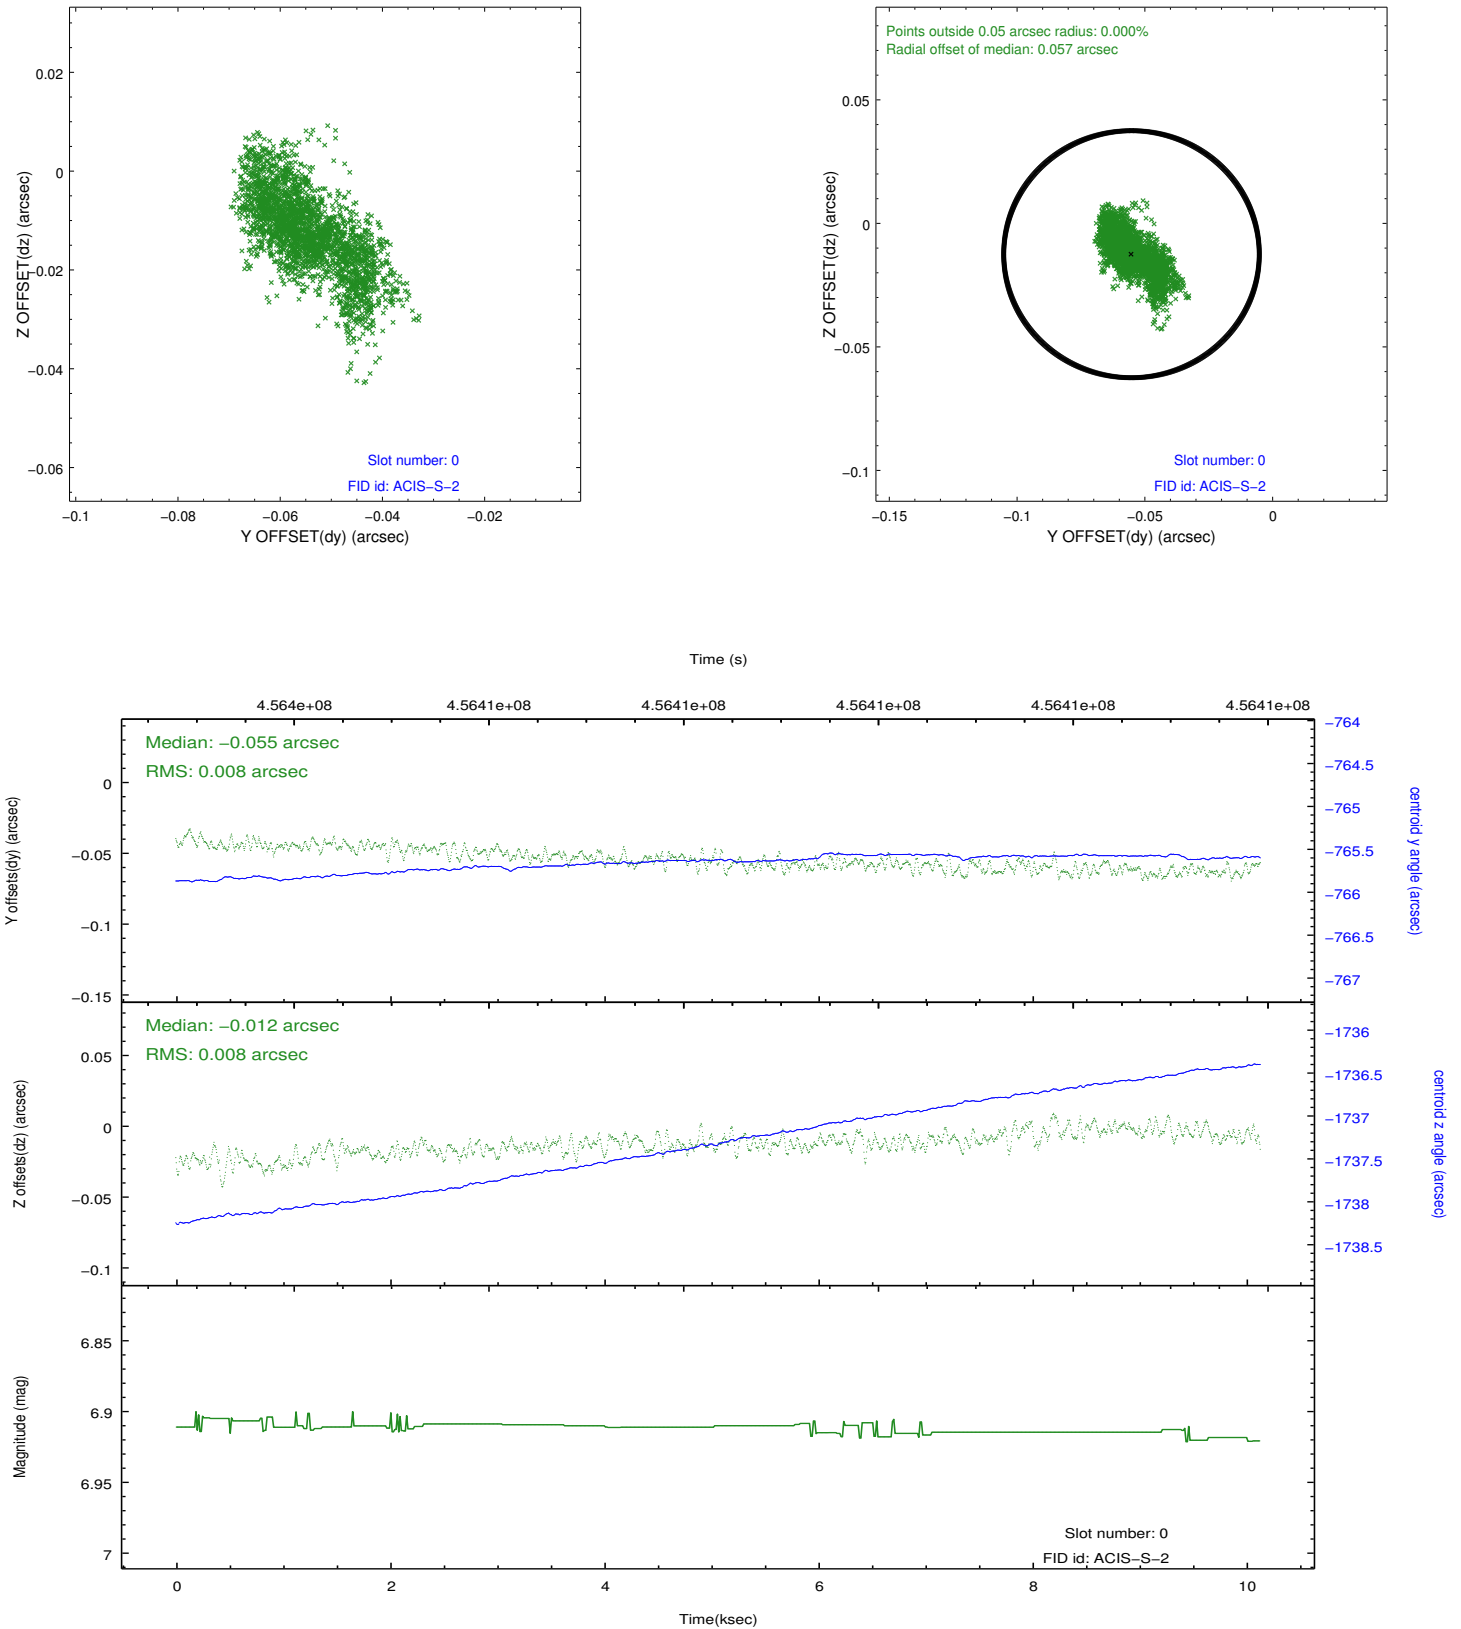 0.02
0
−0.02
−0.04
−0.06
Z OFFSET(dz) (arcsec)
Slot number: 0
FID id: ACIS−S−2
−0.1
−0.08
−0.06
−0.04
−0.02
Y OFFSET(dy) (arcsec)
Points outside 0.05 arcsec radius: 0.000%
Radial offset of median: 0.057 arcsec
0.05
0
−0.05
−0.1
Z OFFSET(dz) (arcsec)
Slot number: 0
FID id: ACIS−S−2
−0.15
−0.1
−0.05
0
Y OFFSET(dy) (arcsec)
Time (s)
4.564e+08
4.5641e+08
4.5641e+08
4.5641e+08
4.5641e+08
4.5641e+08
Median: −0.055 arcsec
RMS: 0.008 arcsec
0
−0.05
−0.1
−0.15
Y offsets(dy) (arcsec)
−764
−764.5
−765
−765.5
−766
−766.5
−767
centroid y angle (arcsec)
Median: −0.012 arcsec
RMS: 0.008 arcsec
0.05
0
−0.05
−0.1
Z offsets(dz) (arcsec)
−1736
−1736.5
−1737
−1737.5
−1738
−1738.5
centroid z angle (arcsec)
6.85
6.9
6.95
7
Magnitude (mag)
Slot number: 0
FID id: ACIS−S−2
0
2
4
6
8
10
Time(ksec)